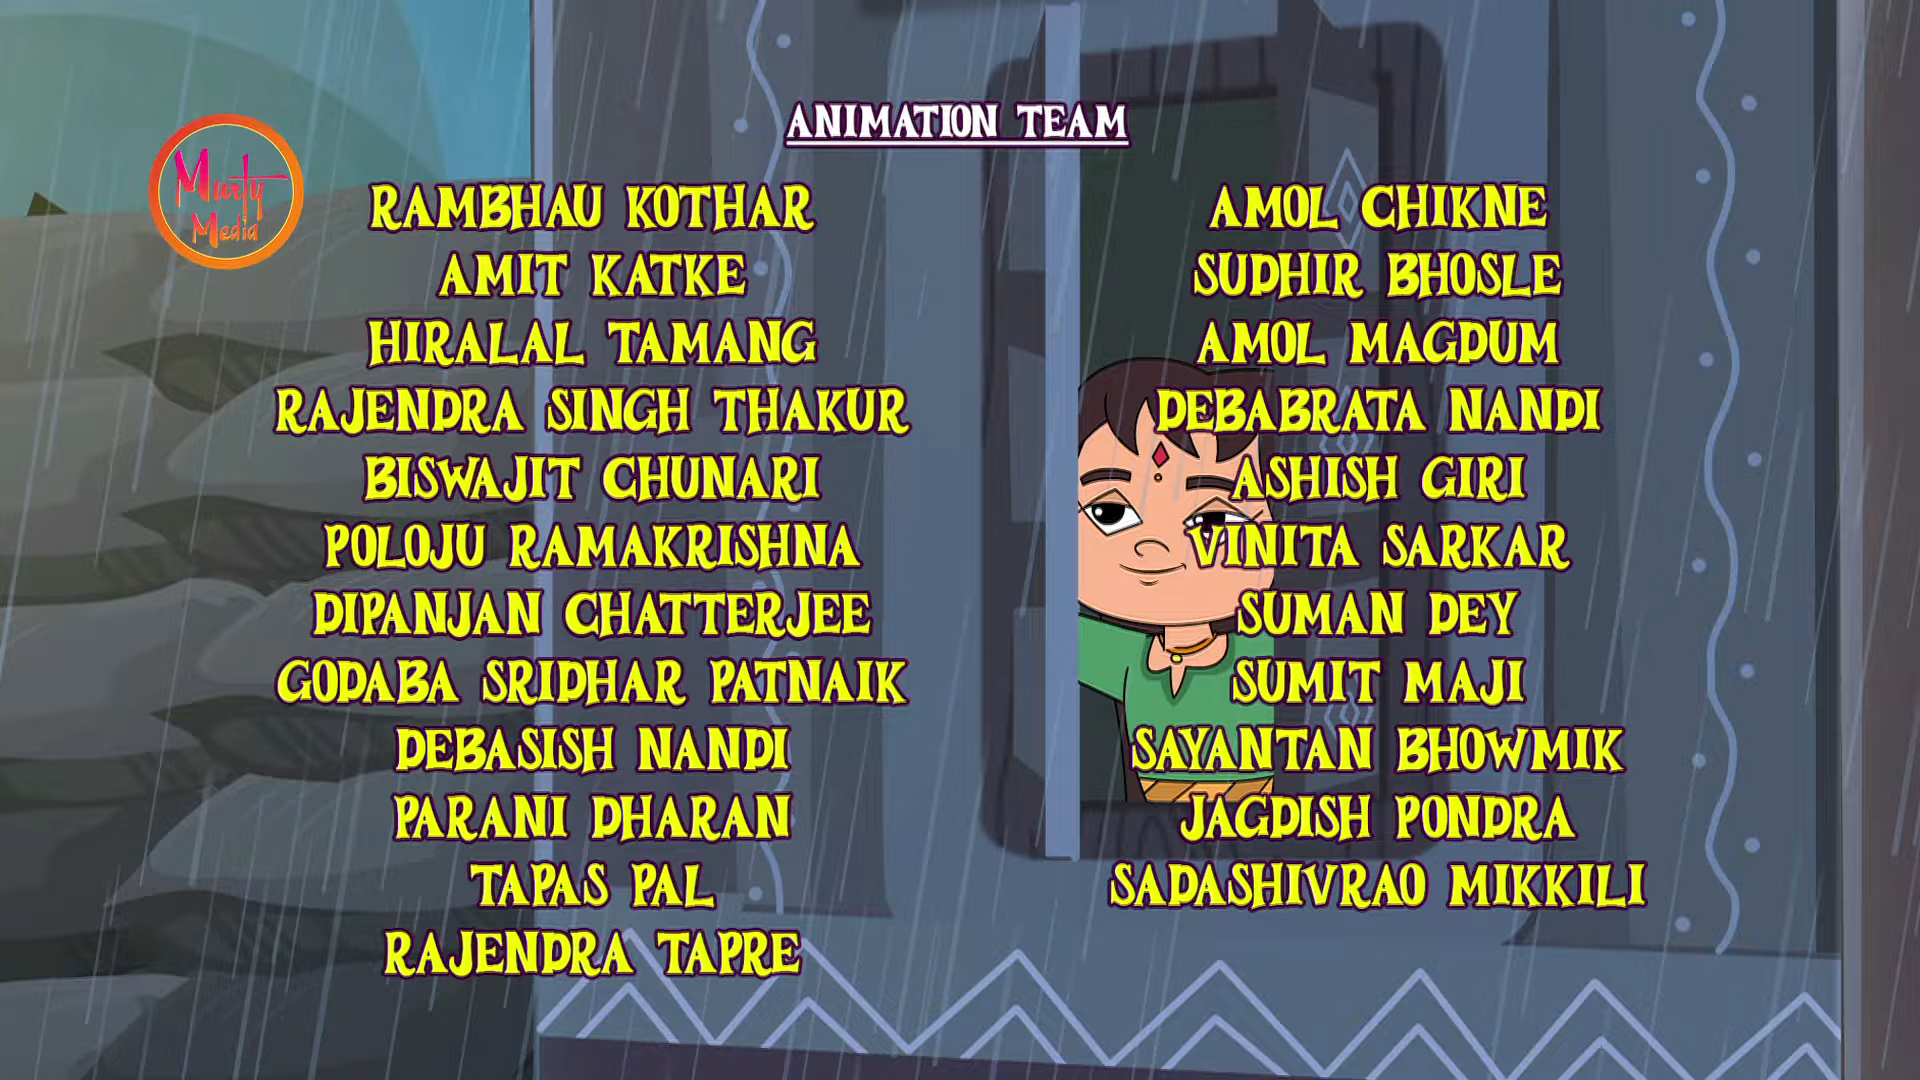 ANIMATION TEAM
Murty
Media
RAMBHAU KOTHAR
AMIT KATKE
HIRALAL TAMANG
RAJENDRA SINGH THAKUR
BISWAJIT CHUNARI
POLOJU RAMAKRISHNA
DIPANJAN CHATTERJEE
GODABA SRIDHAR PATNAIK
DEBASISH NANDI
PARANI DHARAN
TAPAS PAL
RAJENDRA TAPRE
AMOL CHIKNE
SUDHIR BHOSLE
AMOL MAGDUM
DEBABRATA NANDI
ASHISH GIRI
VINITA SARKAR
SUMAN DEY
SUMIT MAJI
SAYANTAN BHOWMIK
JAGDISH PONDRA
SADASHIVRAO MIKKILI